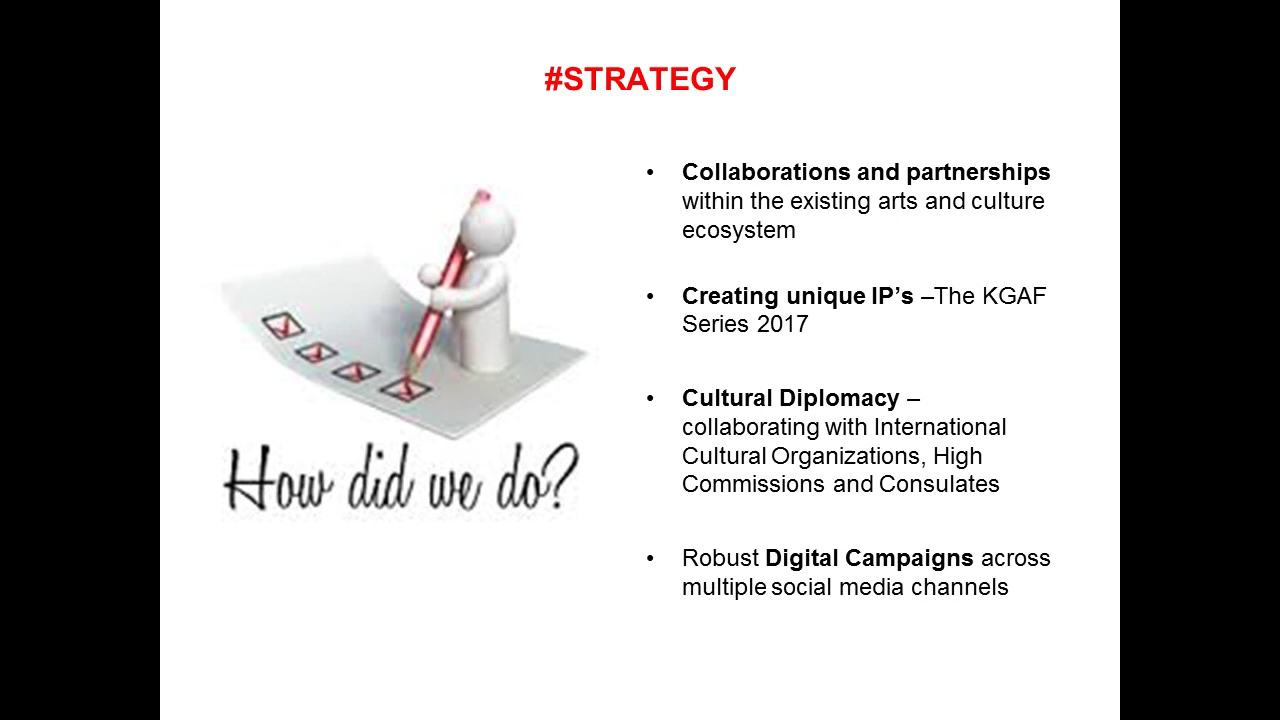 #STRATEGY
• Collaborations and partnerships
within the existing arts and culture
ecosystem
• Creating unique IP’s –The KGAF
Series 2017
• Cultural Diplomacy –
collaborating with International
Cultural Organizations, High
Commissions and Consulates
• Robust Digital Campaigns across
multiple social media channels
How did we do?